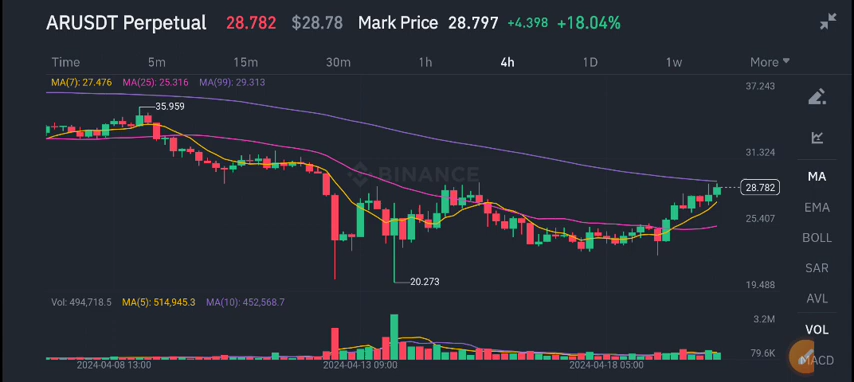 ARUSDT Perpetual 28.782 $28.78 Mark Price 28.797 +4.398 +18.04%
Time 5m 15m 30m 1h 4h 1D 1w More
MA(7): 27.476 MA(25): 25.316 MA(99): 29.313
37.243
35.959
31.324
BINANCE
MA
28.782
EMA
25.407
BOLL
SAR
20.273
19.488
AVL
Vol: 494,718.5 MA(5): 514,945.3 MA(10): 452,568.7
3.2M
VOL
79.6K
MACD
2024-04-08 13:00 2024-04-13 09:00 2024-04-18 05:00